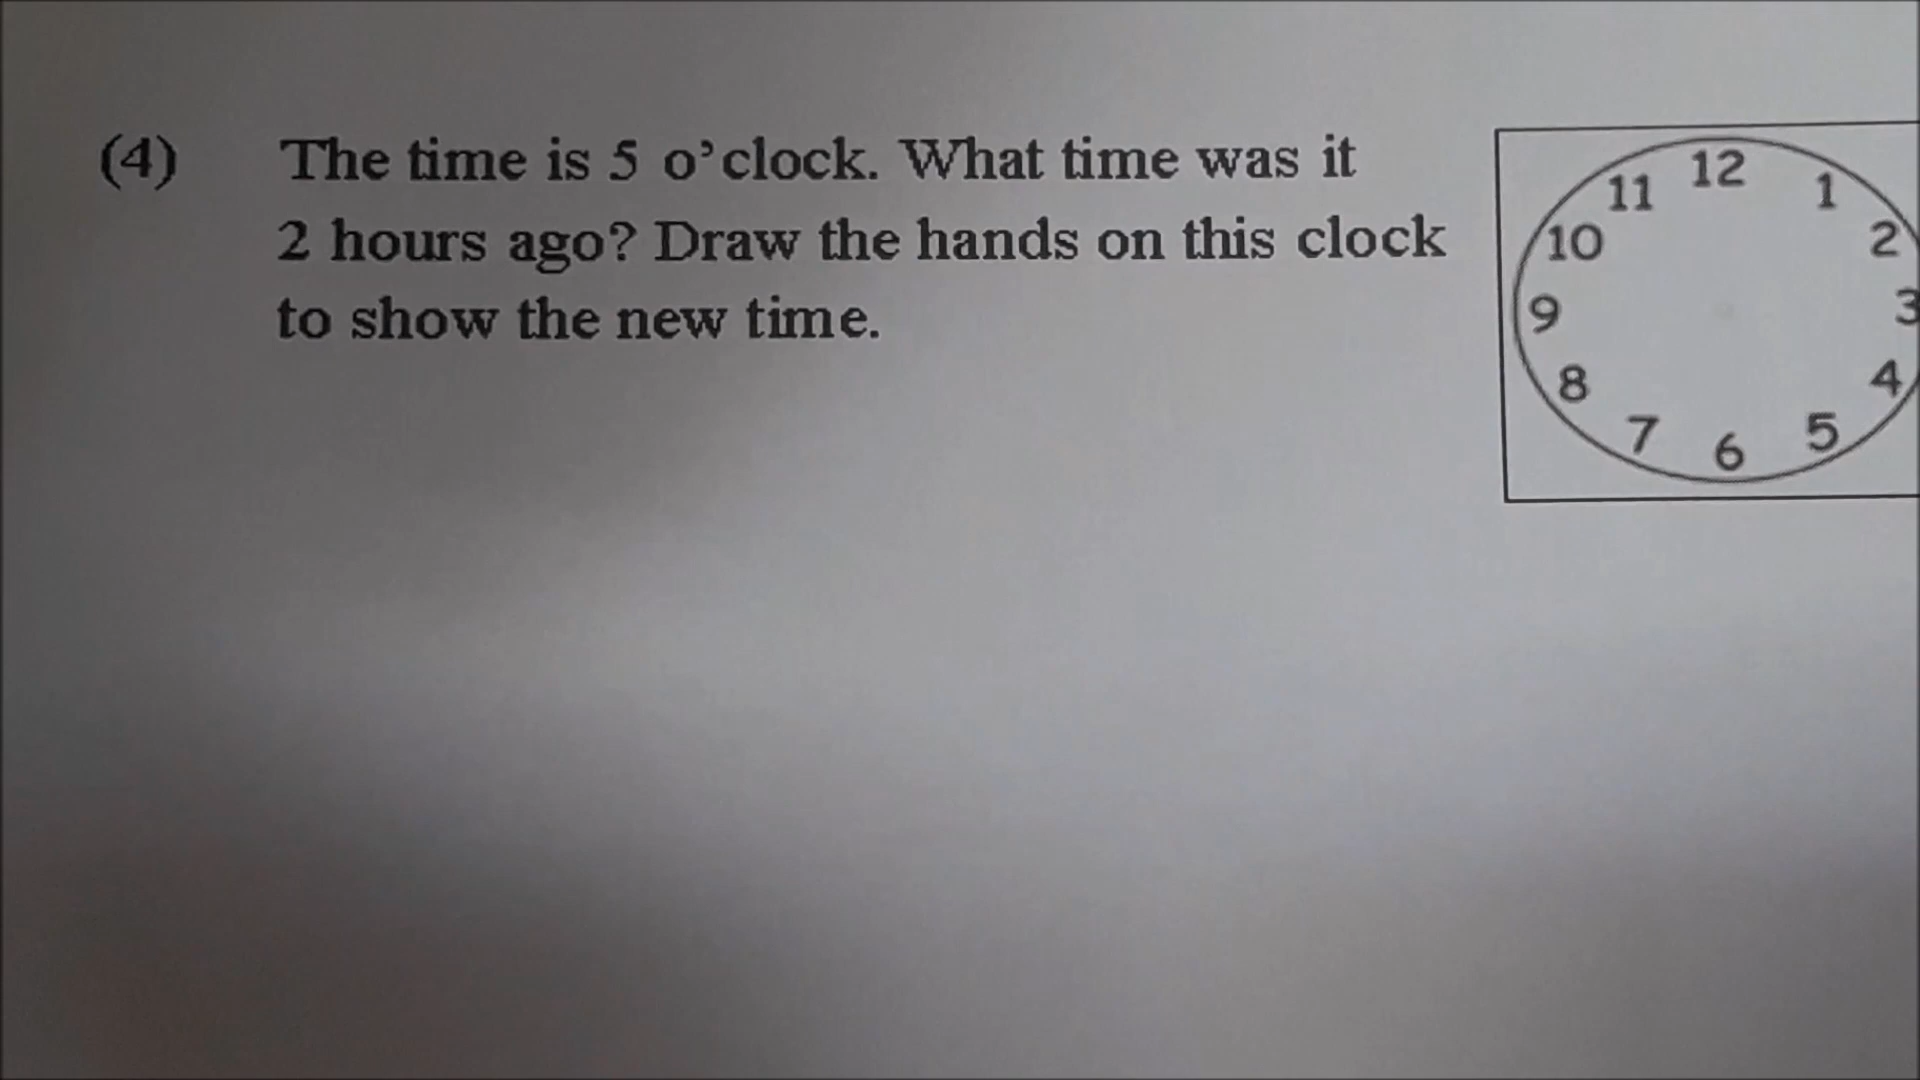 (4) The time is 5 o'clock. What time was it
2 hours ago? Draw the hands on this clock
to show the new time.
12
11 1
10 2
9 3
8 4
7 5
6